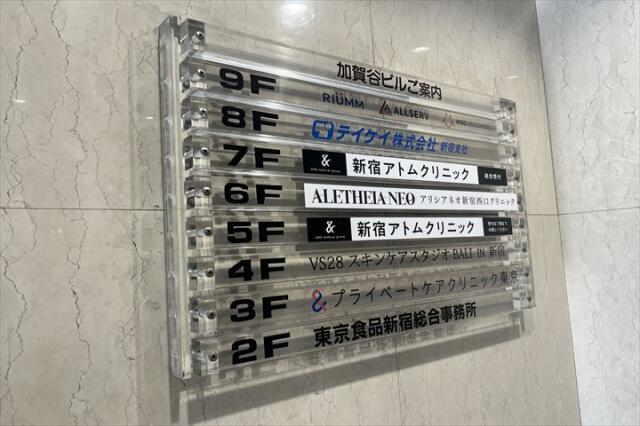 加賀谷ビルご案内
9F RIUMM ALLSERV
8F テイケイ株式会社 新宿支社
7F & 新宿アトムクリニック 総合受付
6F ALETHEIA NEO アリシアネオ新宿西口クリニック
5F & 新宿アトムクリニック
4F VS28 スキンケアスタジオ BALI IN 新宿
3F プライベートケアクリニック東京
2F 東京食品新宿総合事務所